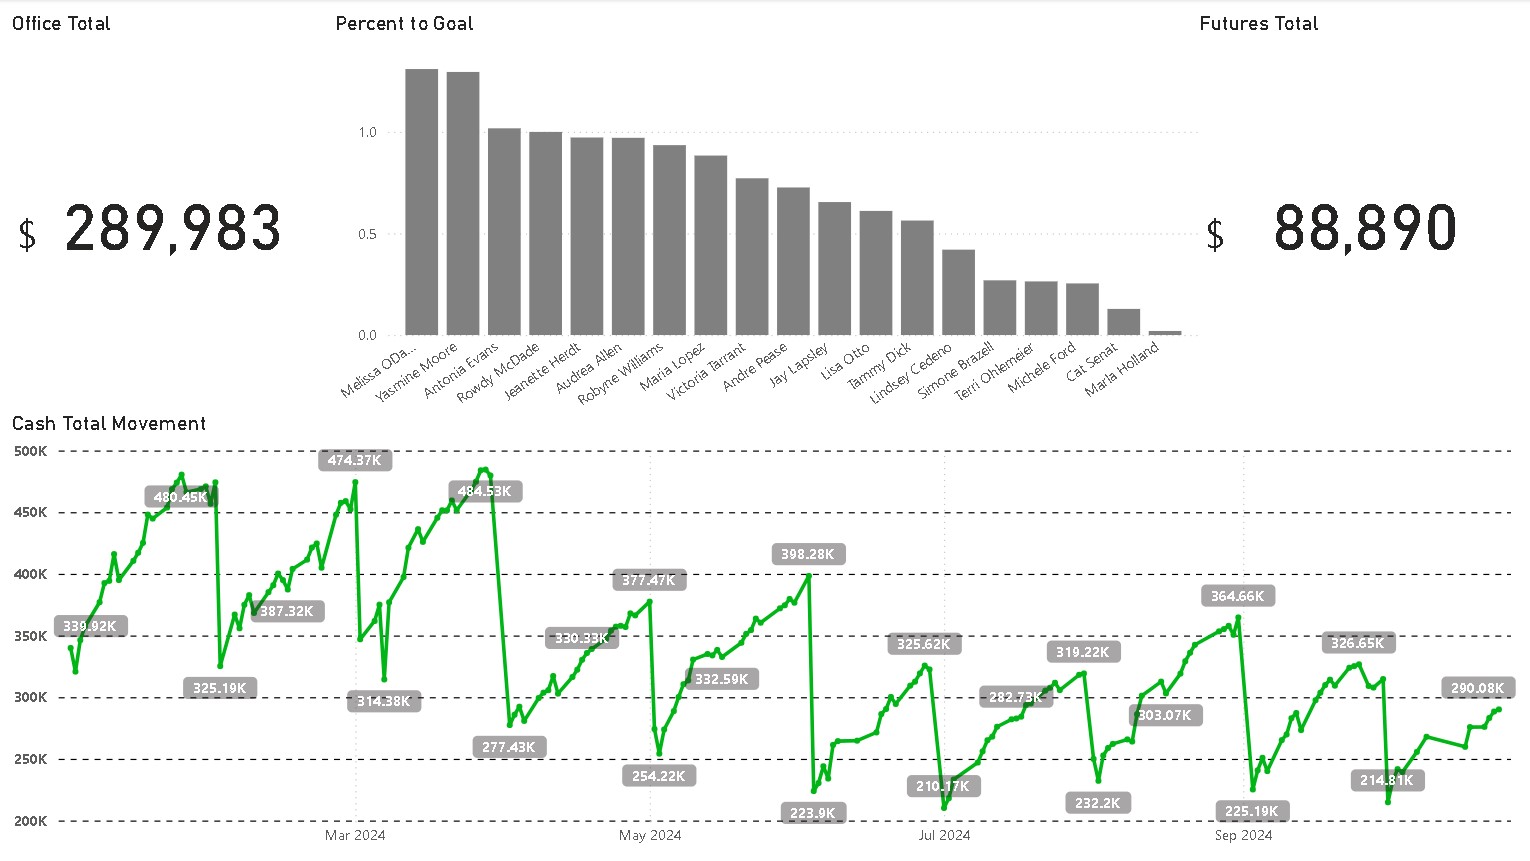 Office Total
Percent to Goal
Futures Total
$ 289,983
1.0
0.5
0.0
Melissa ODa...
Yasmine Moore
Antonia Evans
Rowdy McDade
Jeanette Herdt
Audrea Allen
Robyne Williams
Maria Lopez
Victoria Tarrant
Andre Pease
Jay Lapsley
Lisa Otto
Tammy Dick
Lindsey Cedeno
Simone Brazell
Terri Ohlemeier
Michele Ford
Cat Senat
Marla Holland
$ 88,890
Cash Total Movement
500K
450K
400K
350K
300K
250K
200K
339.92K
480.45K
325.19K
387.32K
474.37K
314.38K
484.53K
277.43K
330.33K
377.47K
254.22K
332.59K
398.28K
223.9K
325.62K
210.17K
282.73K
319.22K
232.2K
303.07K
364.66K
225.19K
326.65K
214.81K
290.08K
Mar 2024
May 2024
Jul 2024
Sep 2024